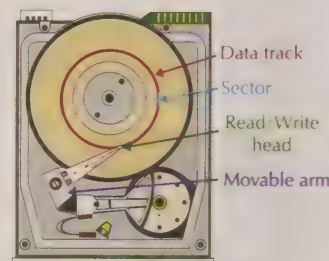 Data track
Sector
Read/Write
head
Movable arm